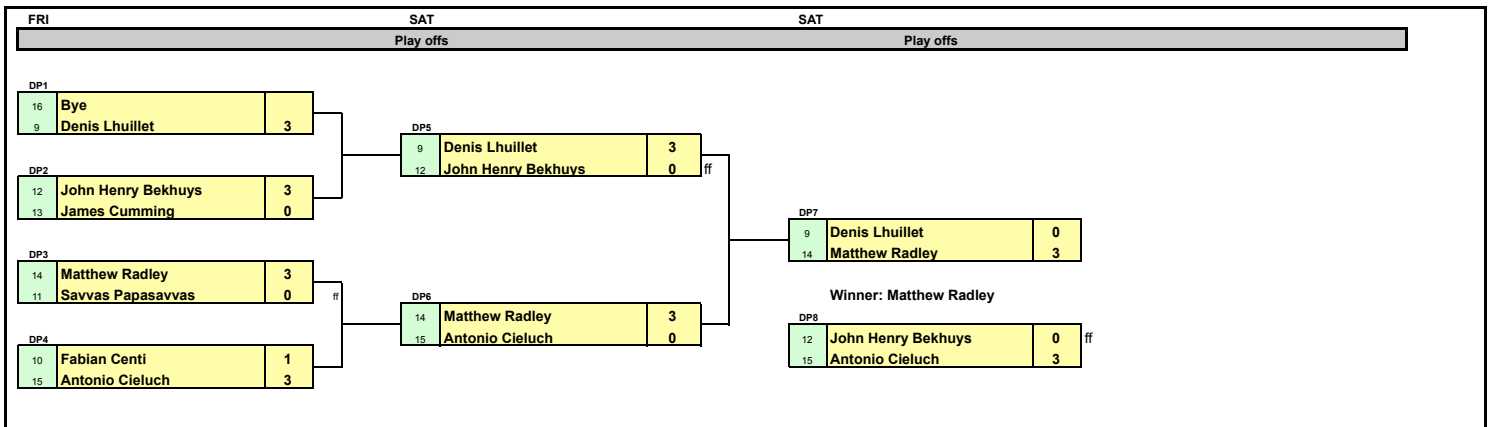 FRI SAT SAT
Play offs Play offs
DP1
16 Bye
9 Denis Lhuillet 3
DP2
12 John Henry Bekhuys 3
13 James Cumming 0
DP3
14 Matthew Radley 3
11 Savvas Papasavvas 0 ff
DP4
10 Fabian Centi 1
15 Antonio Cieluch 3
DP5
9 Denis Lhuillet 3
12 John Henry Bekhuys 0 ff
DP6
14 Matthew Radley 3
15 Antonio Cieluch 0
DP7
9 Denis Lhuillet 0
14 Matthew Radley 3
Winner: Matthew Radley
DP8
12 John Henry Bekhuys 0 ff
15 Antonio Cieluch 3